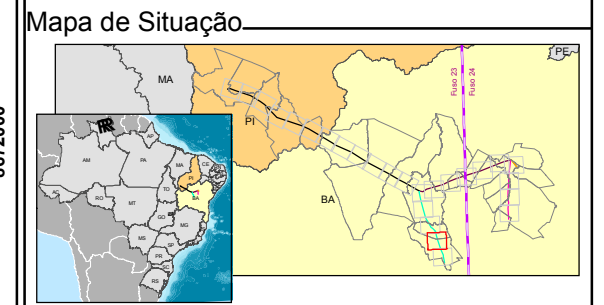 Mapa de Situação
PE
MA
PI
BA
Fuso 23
Fuso 24
RR
AP
AM
PA
MA
CE
PI
AC
RO
TO
MT
BA
GO
MG
MS
SP
PR
SC
RS